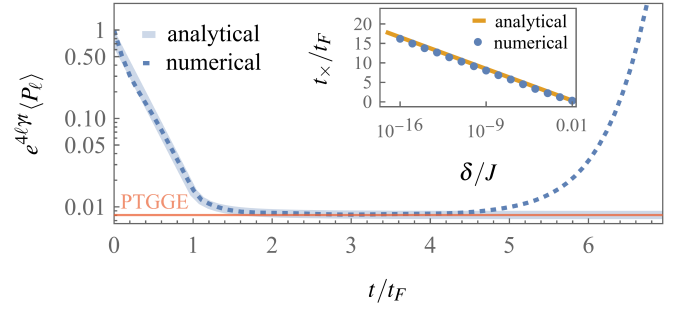 1
0.50
0.10
0.05
0.01
e^{4ℓγt}⟨P_ℓ⟩
analytical
numerical
PTGGE
0 1 2 3 4 5 6
t/t_F
20
15
10
5
0
t_×/t_F
analytical
numerical
10^{-16} 10^{-9} 0.01
δ/J